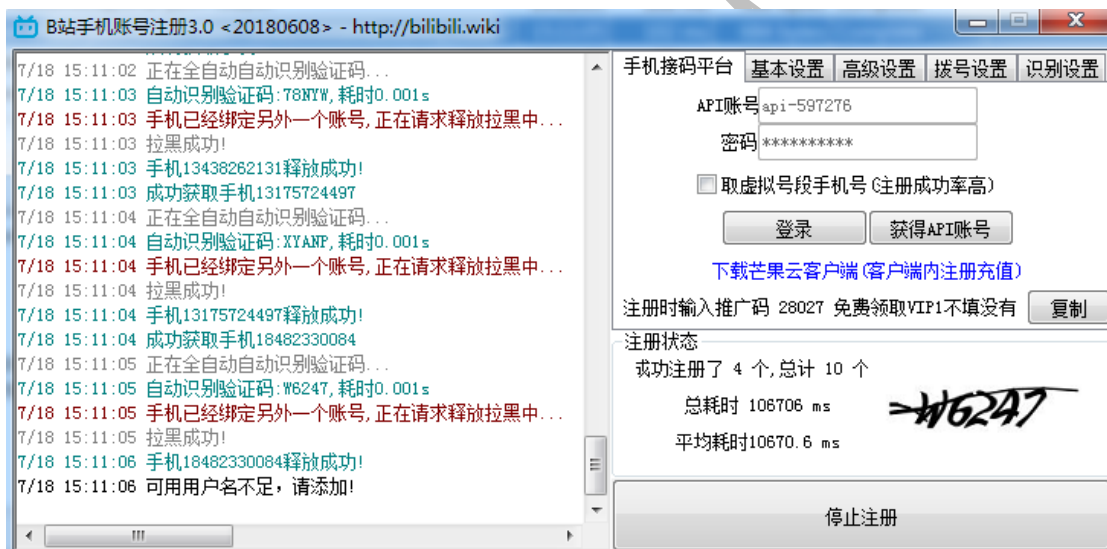 B站手机账号注册3.0 <20180608> - http://bilibili.wiki
7/18 15:11:02 正在全自动自动识别验证码...
7/18 15:11:03 自动识别验证码:78NYW,耗时0.001s
7/18 15:11:03 手机已经绑定另外一个账号,正在请求释放拉黑中...
7/18 15:11:03 拉黑成功!
7/18 15:11:03 手机13438262131释放成功!
7/18 15:11:03 成功获取手机13175724497
7/18 15:11:04 正在全自动自动识别验证码...
7/18 15:11:04 自动识别验证码:XYANP,耗时0.001s
7/18 15:11:04 手机已经绑定另外一个账号,正在请求释放拉黑中...
7/18 15:11:04 拉黑成功!
7/18 15:11:04 手机13175724497释放成功!
7/18 15:11:04 成功获取手机18482330084
7/18 15:11:05 正在全自动自动识别验证码...
7/18 15:11:05 自动识别验证码:W6247,耗时0.001s
7/18 15:11:05 手机已经绑定另外一个账号,正在请求释放拉黑中...
7/18 15:11:05 拉黑成功!
7/18 15:11:06 手机18482330084释放成功!
7/18 15:11:06 可用用户名不足，请添加!
手机接码平台 基本设置 高级设置 拨号设置 识别设置
API账号 api-597276
密码 **********
取虚拟号段手机号(注册成功率高)
登录 获得API账号
下载芒果云客户端(客户端内注册充值)
注册时输入推广码 28027 免费领取VIP1不填没有 复制
注册状态
成功注册了 4 个,总计 10 个
总耗时 106706 ms
W6247
平均耗时10670.6 ms
停止注册